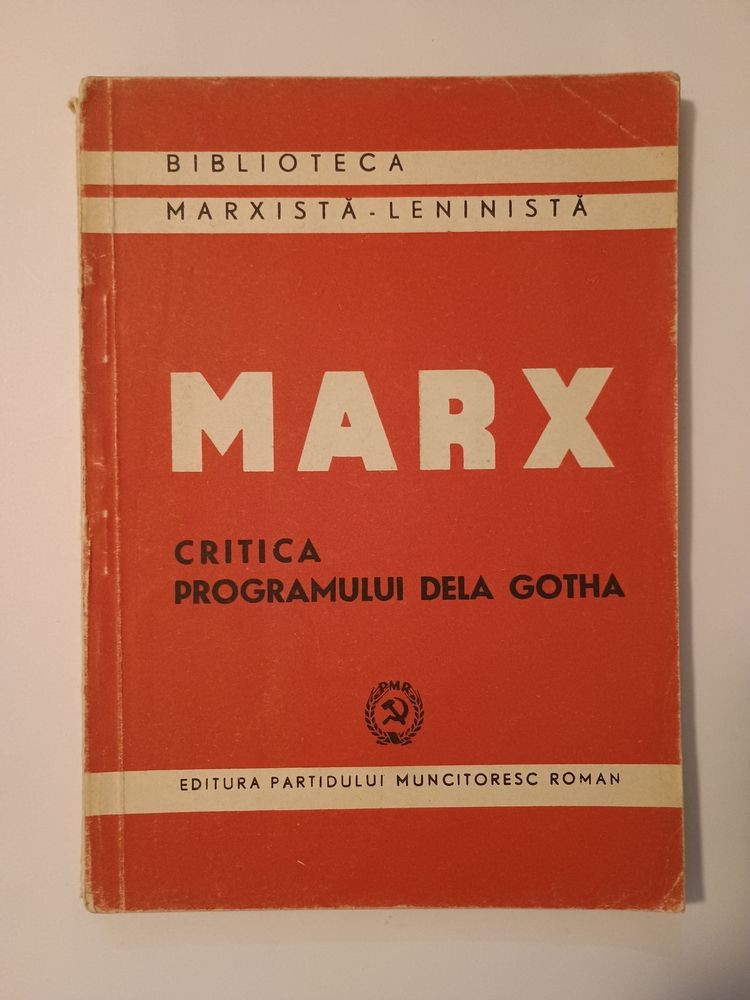 BIBLIOTECA
MARXISTĂ-LENINISTĂ
MARX
CRITICA
PROGRAMULUI DELA GOTHA
PMR
EDITURA PARTIDULUI MUNCITORESC ROMAN